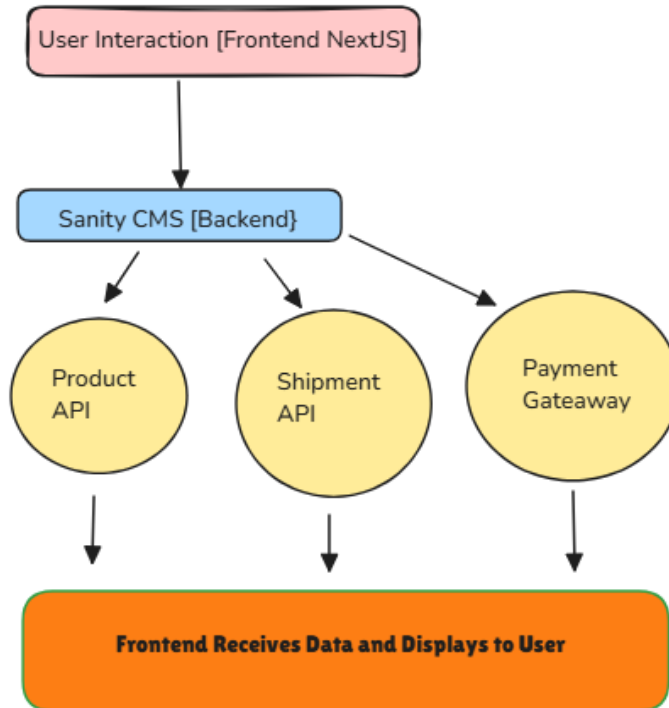 User Interaction [Frontend NextJS]
Sanity CMS [Backend}
Product
API
Shipment
API
Payment
Gateaway
Frontend Receives Data and Displays to User